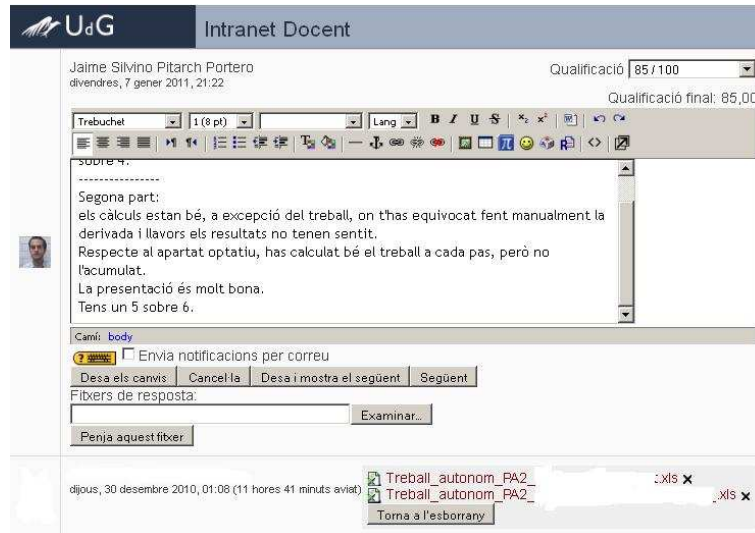 UdG Intranet Docent
Jaime Silvino Pitarch Portero
divendres, 7 gener 2011, 21:22
Qualificació 85 / 100
Qualificació final: 85,00
Trebuchet 1 (8 pt) Lang B I U S
sobre 4.
----------------
Segona part:
els càlculs estan bé, a excepció del treball, on t'has equivocat fent manualment la
derivada i llavors els resultats no tenen sentit.
Respecte al apartat optatiu, has calculat bé el treball a cada pas, però no
l'acumulat.
La presentació és molt bona.
Tens un 5 sobre 6.
Camí: body
Envia notificacions per correu
Desa els canvis Cancel·la Desa i mostra el següent Següent
Fitxers de resposta:
Examinar...
Penja aquest fitxer
dijous, 30 desembre 2010, 01:08 (11 hores 41 minuts aviat)
Treball_autonom_PA2_ .xls x
Treball_autonom_PA2_ .xls x
Torna a l'esborrany